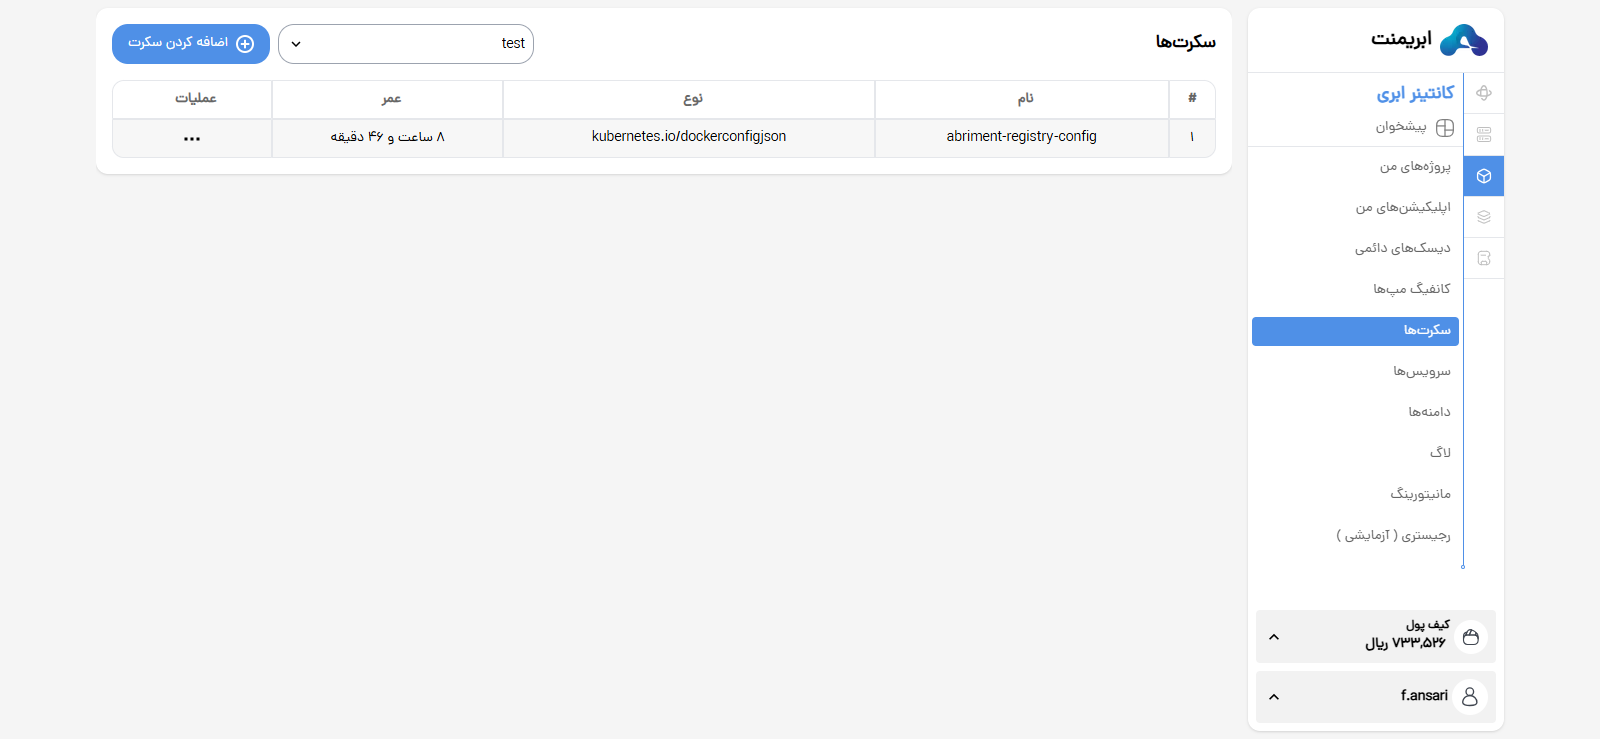 ابریمنت
کانتینر ابری
پیشخوان
پروژه‌های من
اپلیکیشن‌های من
دیسک‌های دائمی
کانفیگ مپ‌ها
سکرت‌ها
سرویس‌ها
دامنه‌ها
لاگ
مانیتورینگ
رجیستری ( آزمایشی )
کیف پول
۷۳۳,۵۲۶ ریال
f.ansari
سکرت‌ها
test
اضافه کردن سکرت
# نام نوع عمر عملیات
۱ abriment-registry-config kubernetes.io/dockerconfigjson ۸ ساعت و ۴۶ دقیقه